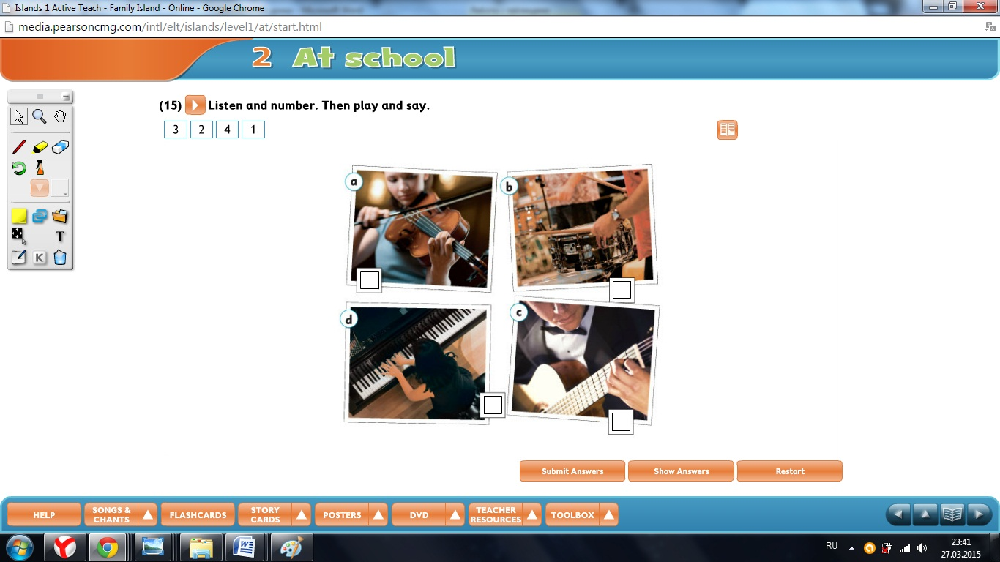 Islands 1 Active Teach - Family Island - Online - Google Chrome
media.pearsoncmg.com/intl/elt/islands/level1/at/start.html
2 At school
(15) Listen and number. Then play and say.
3 2 4 1
a
b
d
c
T
K
Submit Answers Show Answers Restart
HELP
SONGS &
CHANTS
FLASHCARDS
STORY
CARDS
POSTERS
DVD
TEACHER
RESOURCES
TOOLBOX
RU
23:41
27.03.2015